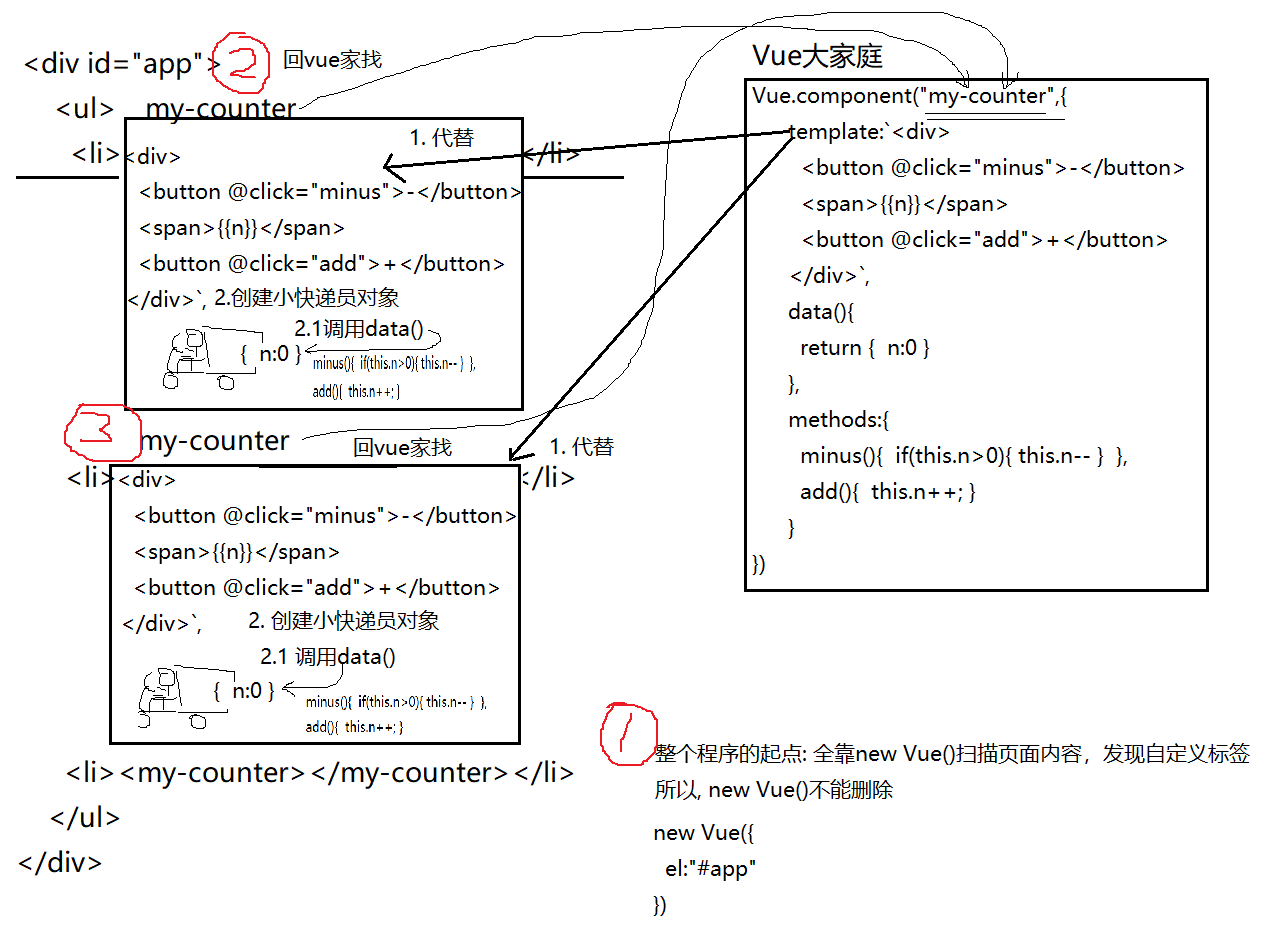 <div id="app">
2
回vue家找
<ul>
my-counter
<li>
1. 代替
</li>
<div>
<button @click="minus">-</button>
<span>{{n}}</span>
<button @click="add">+</button>
</div>`,
2.创建小快递员对象
2.1调用data()
{ n:0 }
minus(){ if(this.n>0){ this.n-- } },
add(){ this.n++; }
3
my-counter
回vue家找
1. 代替
<li>
</li>
<div>
<button @click="minus">-</button>
<span>{{n}}</span>
<button @click="add">+</button>
</div>`,
2. 创建小快递员对象
2.1 调用data()
{ n:0 }
minus(){ if(this.n>0){ this.n-- } },
add(){ this.n++; }
<li><my-counter></my-counter></li>
</ul>
</div>
Vue大家庭
Vue.component("my-counter",{
template:`<div>
<button @click="minus">-</button>
<span>{{n}}</span>
<button @click="add">+</button>
</div>`,
data(){
return { n:0 }
},
methods:{
minus(){ if(this.n>0){ this.n-- } },
add(){ this.n++; }
}
})
1
整个程序的起点: 全靠new Vue()扫描页面内容，发现自定义标签
所以, new Vue()不能删除
new Vue({
el:"#app"
})